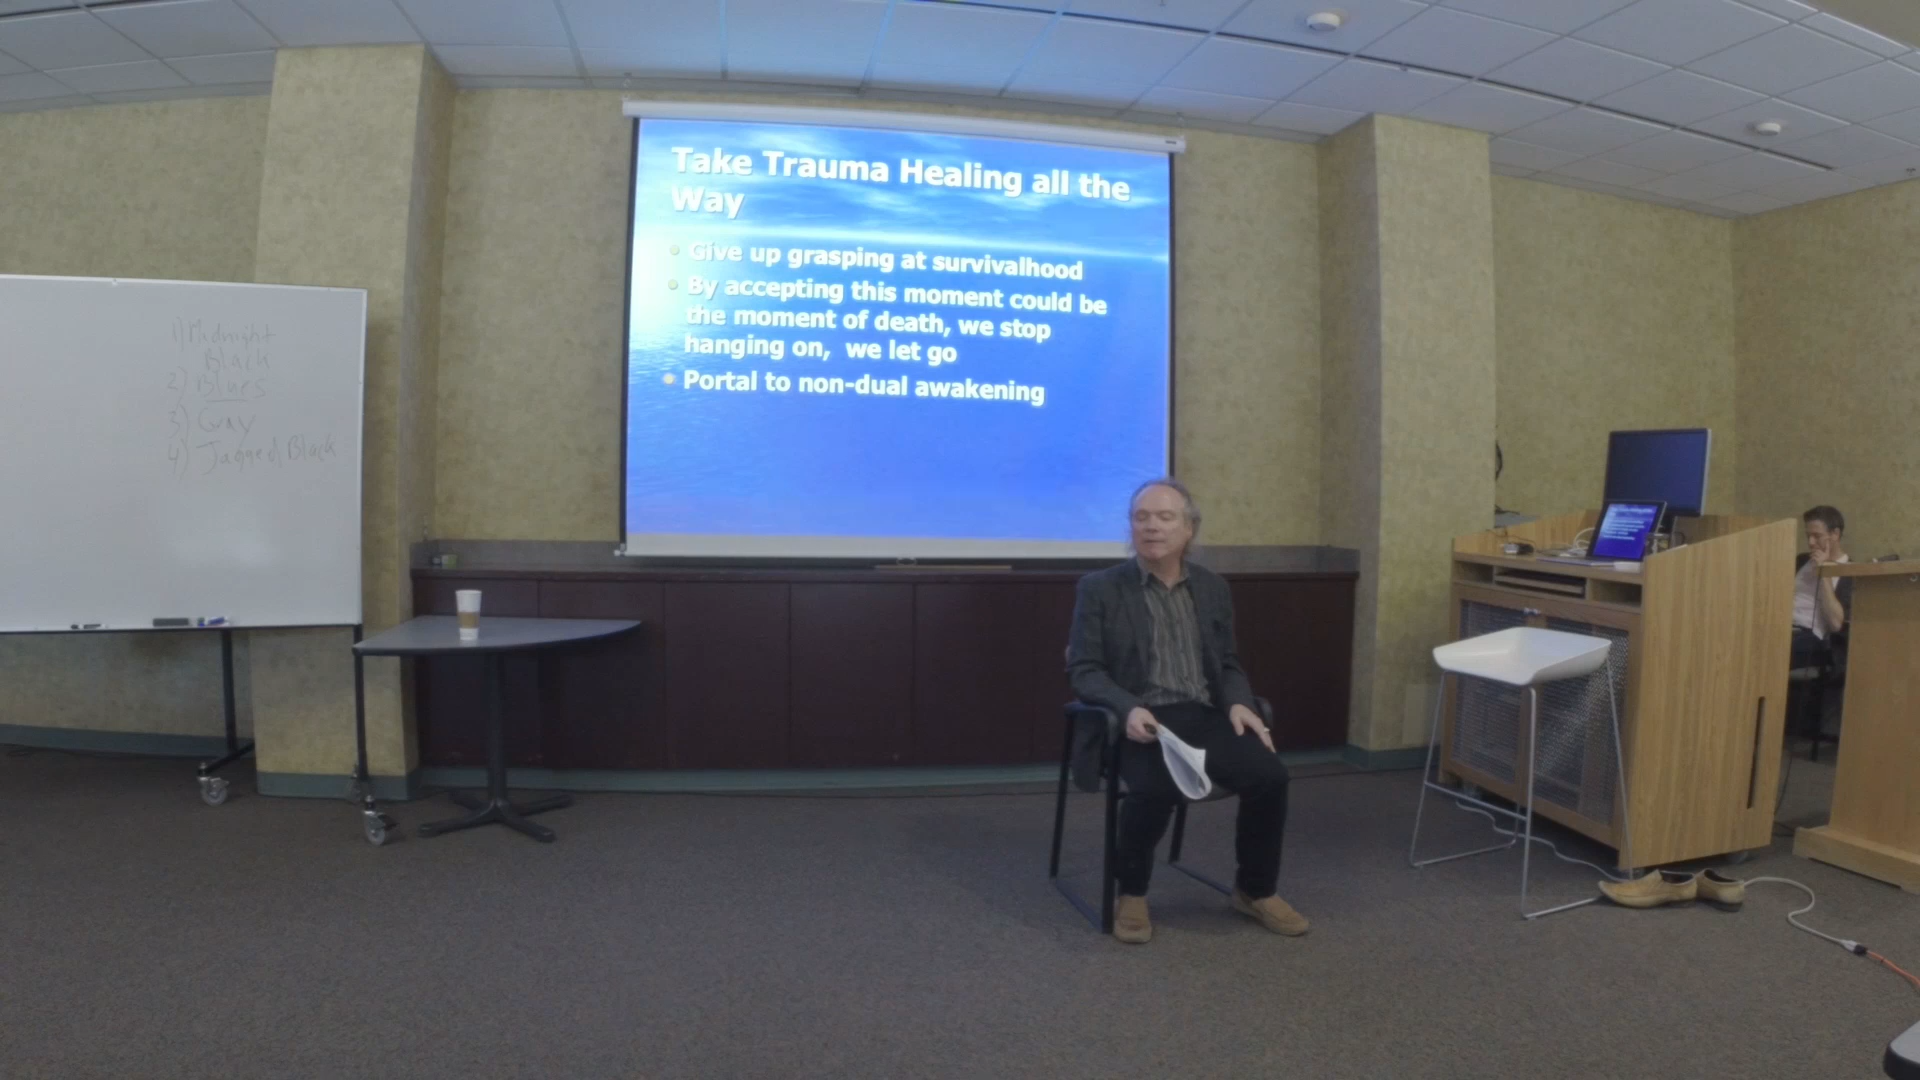 Take Trauma Healing all the
Way
Give up grasping at survivalhood
By accepting this moment could be
the moment of death, we stop
hanging on, we let go
Portal to non-dual awakening
1) Midnight
Black
2) Blues
3) Gray
4) Jagged Black